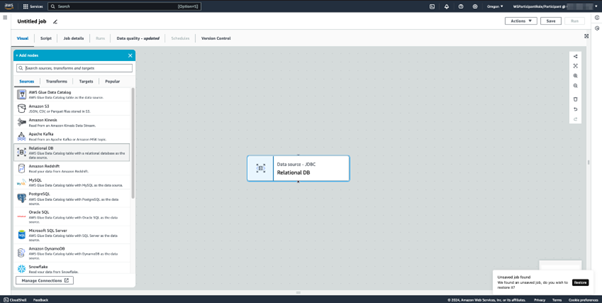 aws
Services
Search
[Option+S]
Oregon
WSParticipantRole/Participant @
Untitled job
Actions
Save
Run
Visual
Script
Job details
Runs
Data quality - updated
Schedules
Version Control
+ Add nodes
Search sources, transforms and targets
Sources
Transforms
Targets
Popular
AWS Glue Data Catalog
AWS Glue Data Catalog table as the data source.
Amazon S3
JSON, CSV, or Parquet files stored in S3.
Amazon Kinesis
Read from an Amazon Kinesis Data Stream.
Apache Kafka
Read from an Apache Kafka or Amazon MSK topic.
Relational DB
AWS Glue Data Catalog table with a relational database as the
data source.
Amazon Redshift
Read your data from Amazon Redshift.
MySQL
AWS Glue Data Catalog table with MySQL as the data source.
PostgreSQL
AWS Glue Data Catalog table with PostgreSQL as the data
source.
Oracle SQL
AWS Glue Data Catalog table with Oracle SQL as the data
source.
Microsoft SQL Server
AWS Glue Data Catalog table with SQL Server as the data
source.
Amazon DynamoDB
AWS Glue Data Catalog table with DynamoDB as the data
source.
Snowflake
Read your data from Snowflake.
Manage Connections
Data source - JDBC
Relational DB
Unsaved job found
We found an unsaved job, do you wish to
restore it?
Restore
CloudShell
Feedback
© 2024, Amazon Web Services, Inc. or its affiliates.
Privacy
Terms
Cookie preferences